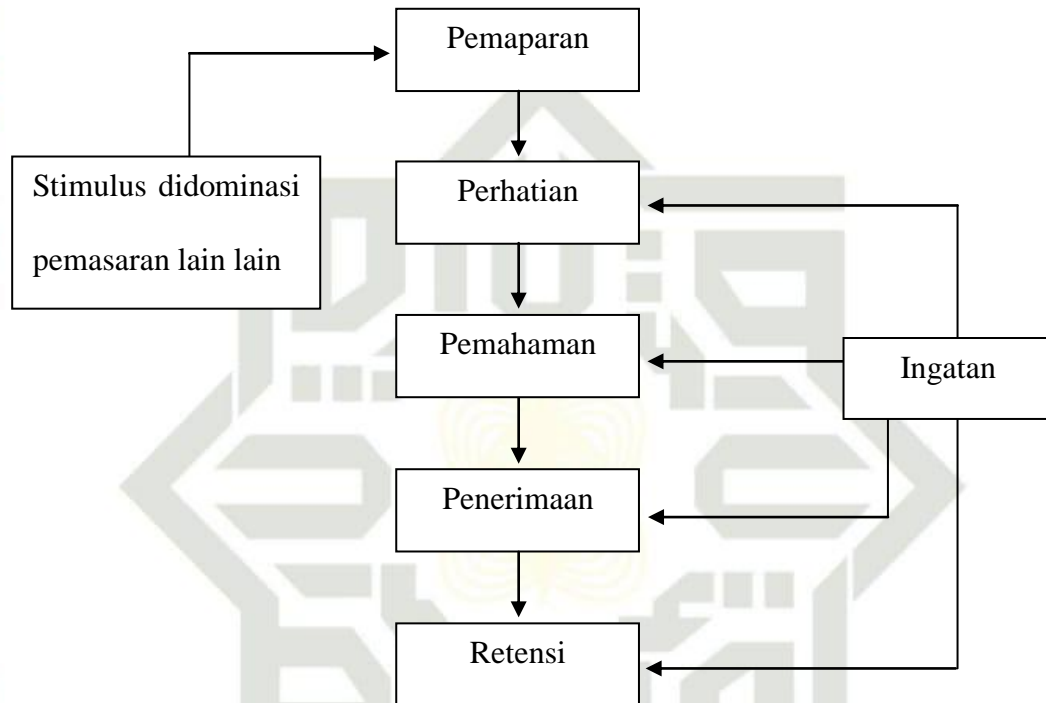 Pemaparan
Stimulus didominasi
pemasaran lain lain
Perhatian
Pemahaman
Ingatan
Penerimaan
Retensi